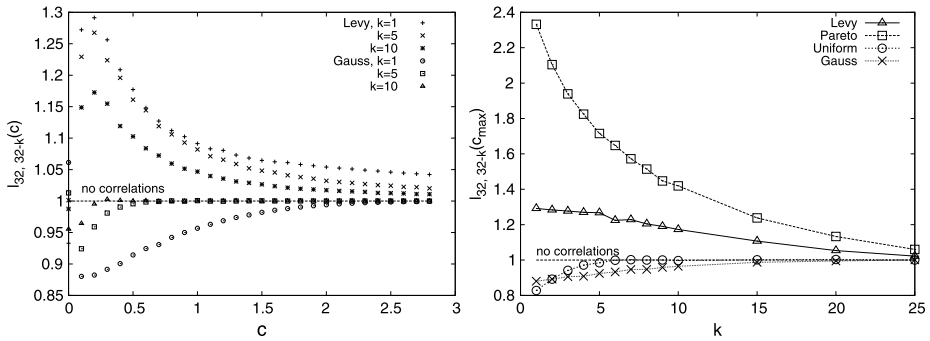 1.3
1.25
1.2
1.15
1.1
1.05
1
0.95
0.9
0.85
I32, 32-k(c)
0
0.5
1
1.5
2
2.5
3
c
Levy, k=1
k=5
k=10
Gauss, k=1
k=5
k=10
no correlations
2.4
2.2
2
1.8
1.6
1.4
1.2
1
0.8
I32, 32-k(cmax)
0
5
10
15
20
25
k
Levy
Pareto
Uniform
Gauss
no correlations